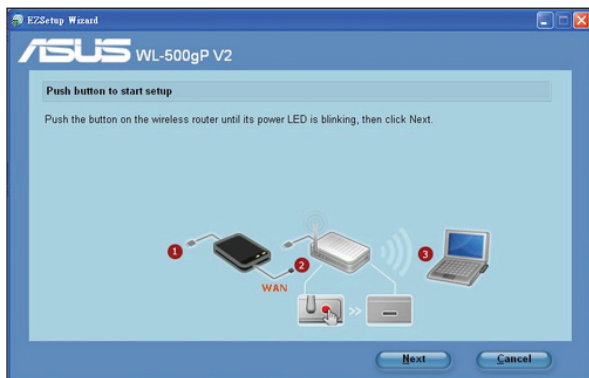 EZSetup Wizard
ASUS WL-500gP V2
Push button to start setup
Push the button on the wireless router until its power LED is blinking, then click Next.
1
2
3
WAN
>>
Next
Cancel